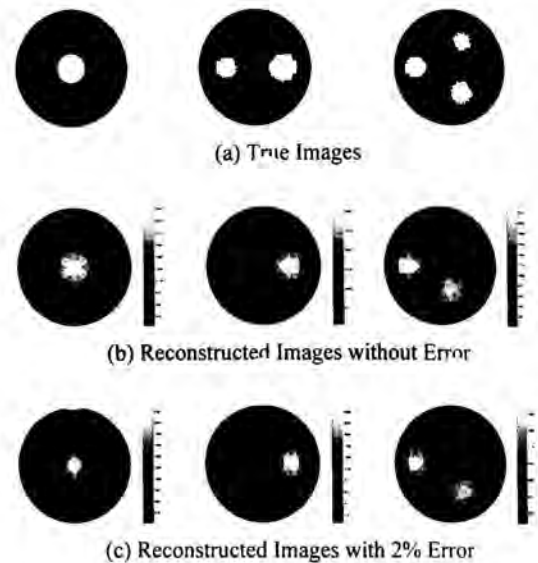 (a) True Images
(b) Reconstructed Images without Error
(c) Reconstructed Images with 2% Error